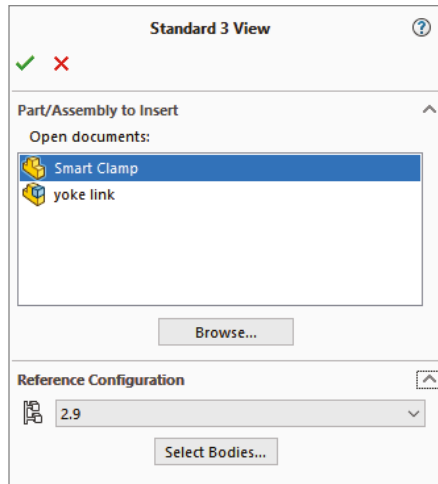 Standard 3 View
Part/Assembly to Insert
Open documents:
Smart Clamp
yoke link
Browse...
Reference Configuration
2.9
Select Bodies...